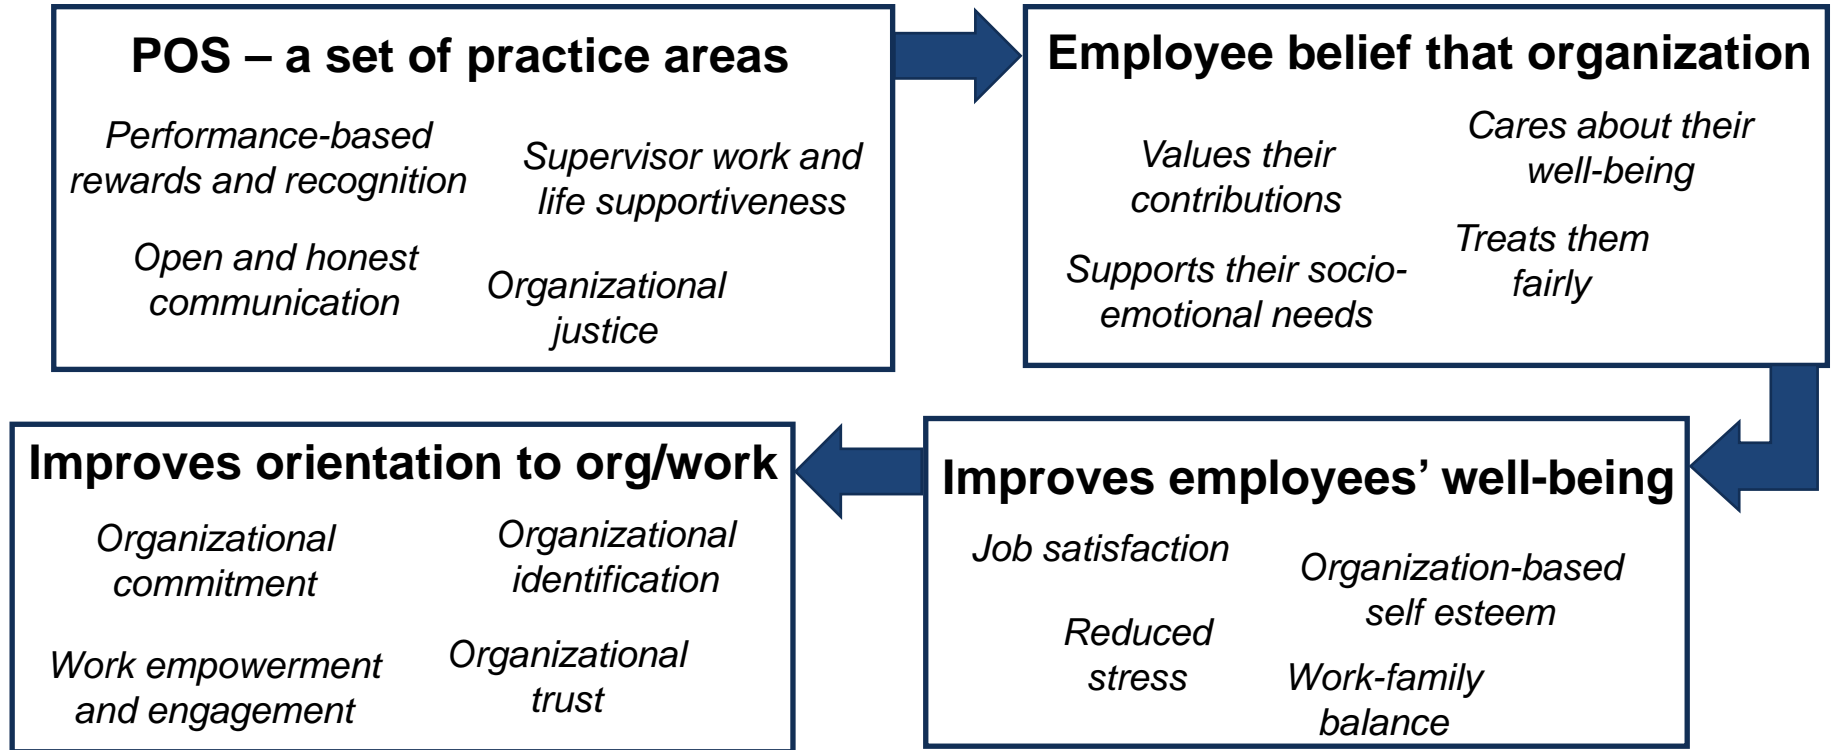 POS – a set of practice areas
Performance-based
rewards and recognition
Supervisor work and
life supportiveness
Open and honest
communication
Organizational
justice
Employee belief that organization
Values their
contributions
Cares about their
well-being
Supports their socio-
emotional needs
Treats them
fairly
Improves employees’ well-being
Job satisfaction
Organization-based
self esteem
Reduced
stress
Work-family
balance
Improves orientation to org/work
Organizational
commitment
Organizational
identification
Work empowerment
and engagement
Organizational
trust